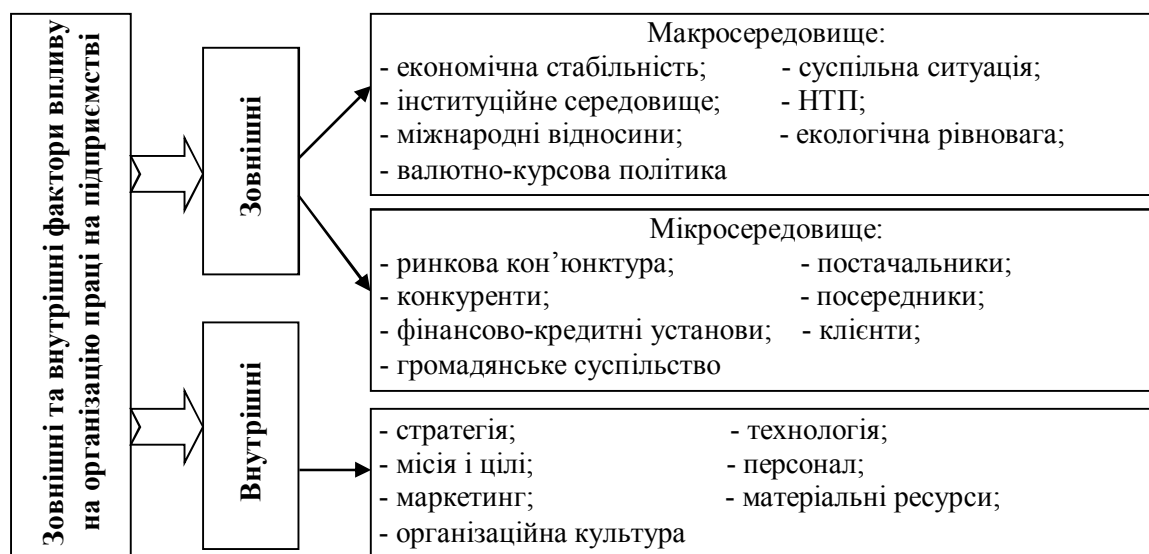 Зовнішні та внутрішні фактори впливу
на організацію праці на підприємстві
Зовнішні
Макросередовище:
- економічна стабільність; - суспільна ситуація;
- інституційне середовище; - НТП;
- міжнародні відносини; - екологічна рівновага;
- валютно-курсова політика
Мікросередовище:
- ринкова кон’юнктура; - постачальники;
- конкуренти; - посередники;
- фінансово-кредитні установи; - клієнти;
- громадянське суспільство
Внутрішні
- стратегія; - технологія;
- місія і цілі; - персонал;
- маркетинг; - матеріальні ресурси;
- організаційна культура